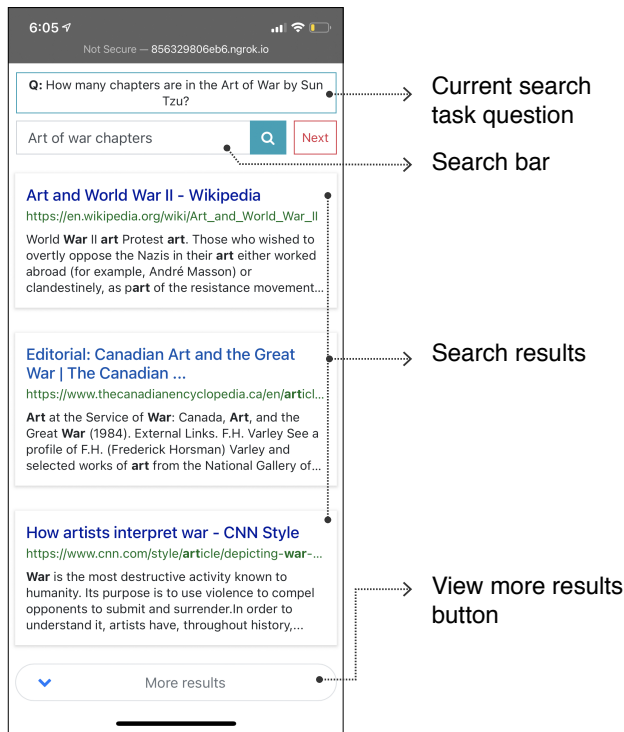 6:05
Not Secure — 856329806eb6.ngrok.io
Q: How many chapters are in the Art of War by Sun
Tzu?
Art of war chapters
Next
Art and World War II - Wikipedia
https://en.wikipedia.org/wiki/Art_and_World_War_II
World War II art Protest art. Those who wished to
overtly oppose the Nazis in their art either worked
abroad (for example, André Masson) or
clandestinely, as part of the resistance movement...
Editorial: Canadian Art and the Great
War | The Canadian ...
https://www.thecanadianencyclopedia.ca/en/articl...
Art at the Service of War: Canada, Art, and the
Great War (1984). External Links. F.H. Varley See a
profile of F.H. (Frederick Horsman) Varley and
selected works of art from the National Gallery of...
How artists interpret war - CNN Style
https://www.cnn.com/style/article/depicting-war-...
War is the most destructive activity known to
humanity. Its purpose is to use violence to compel
opponents to submit and surrender.In order to
understand it, artists have, throughout history,...
More results
Current search
task question
Search bar
Search results
View more results
button